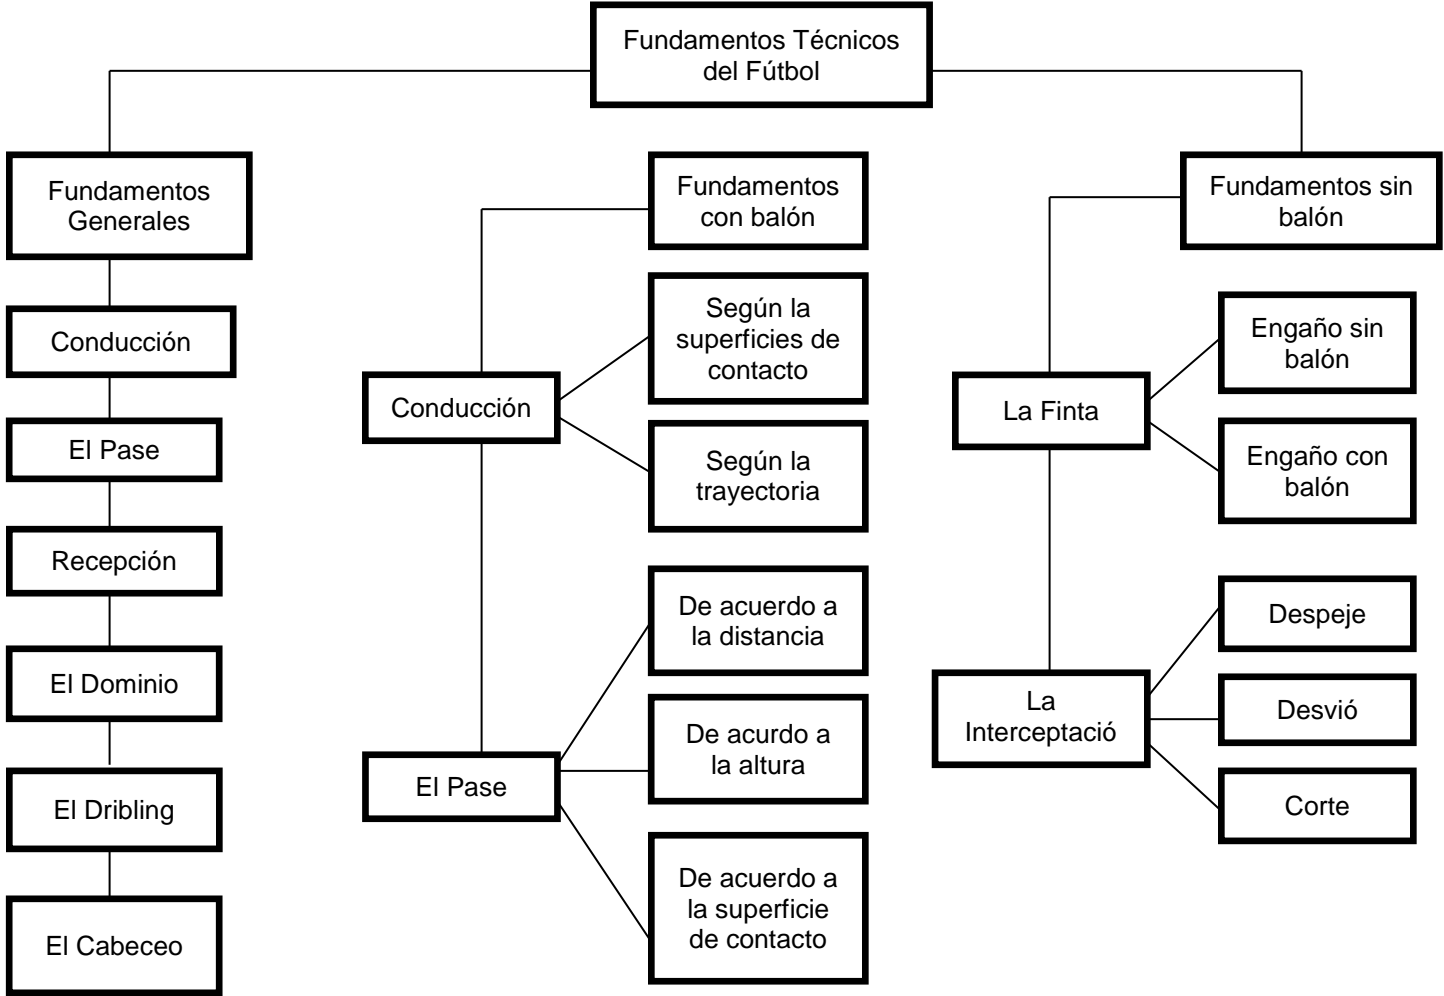 Fundamentos Técnicos
del Fútbol
Fundamentos
Generales
Conducción
El Pase
Recepción
El Dominio
El Dribling
El Cabeceo
Fundamentos
con balón
Conducción
Según la
superficies de
contacto
Según la
trayectoria
El Pase
De acuerdo a
la distancia
De acurdo a
la altura
De acuerdo a
la superficie
de contacto
Fundamentos sin
balón
La Finta
Engaño sin
balón
Engaño con
balón
La
Interceptació
Despeje
Desvió
Corte